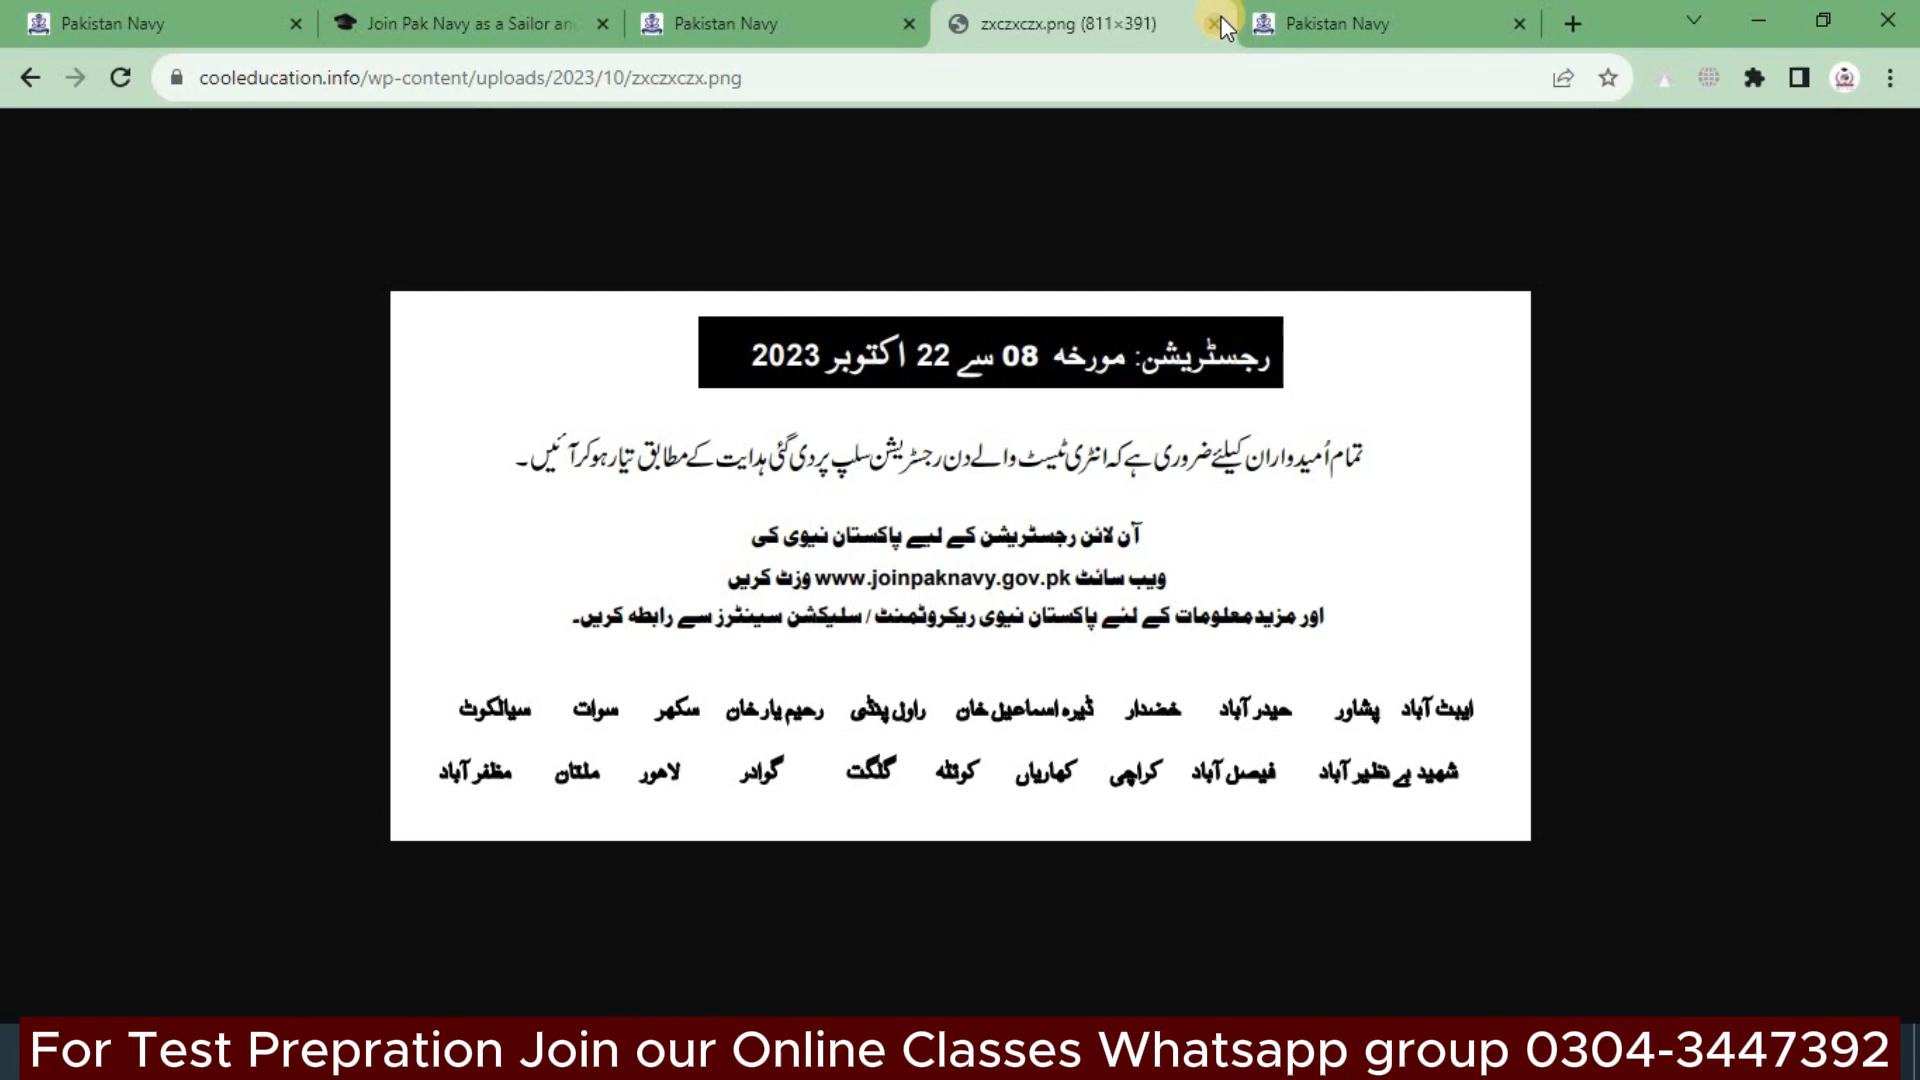 Pakistan Navy
Join Pak Navy as a Sailor an
Pakistan Navy
zxczxczx.png (811×391)
Pakistan Navy
cooleducation.info/wp-content/uploads/2023/10/zxczxczx.png
رجسٹریشن: مورخہ 08 سے 22 اکتوبر 2023
تمام اُمیدواران کیلئے ضروری ہے کہ انٹری ٹیسٹ والے دن رجسٹریشن سلپ پر دی گئی ہدایت کے مطابق تیار ہو کر آئیں۔
آن لائن رجسٹریشن کے لیے پاکستان نیوی کی
ویب سائٹ www.joinpaknavy.gov.pk وزٹ کریں
اور مزید معلومات کے لئے پاکستان نیوی ریکروٹمنٹ / سلیکشن سینٹرز سے رابطہ کریں۔
ایبٹ آباد پشاور حیدر آباد خضدار ڈیرہ اسماعیل خان راولپنڈی رحیم یار خان سکھر سوات سیالکوٹ
شھید بے نظیر آباد فیصل آباد کراچی کھاریاں کوئٹہ گلگت گوادر لاھور ملتان مظفر آباد
For Test Prepration Join our Online Classes Whatsapp group 0304-3447392